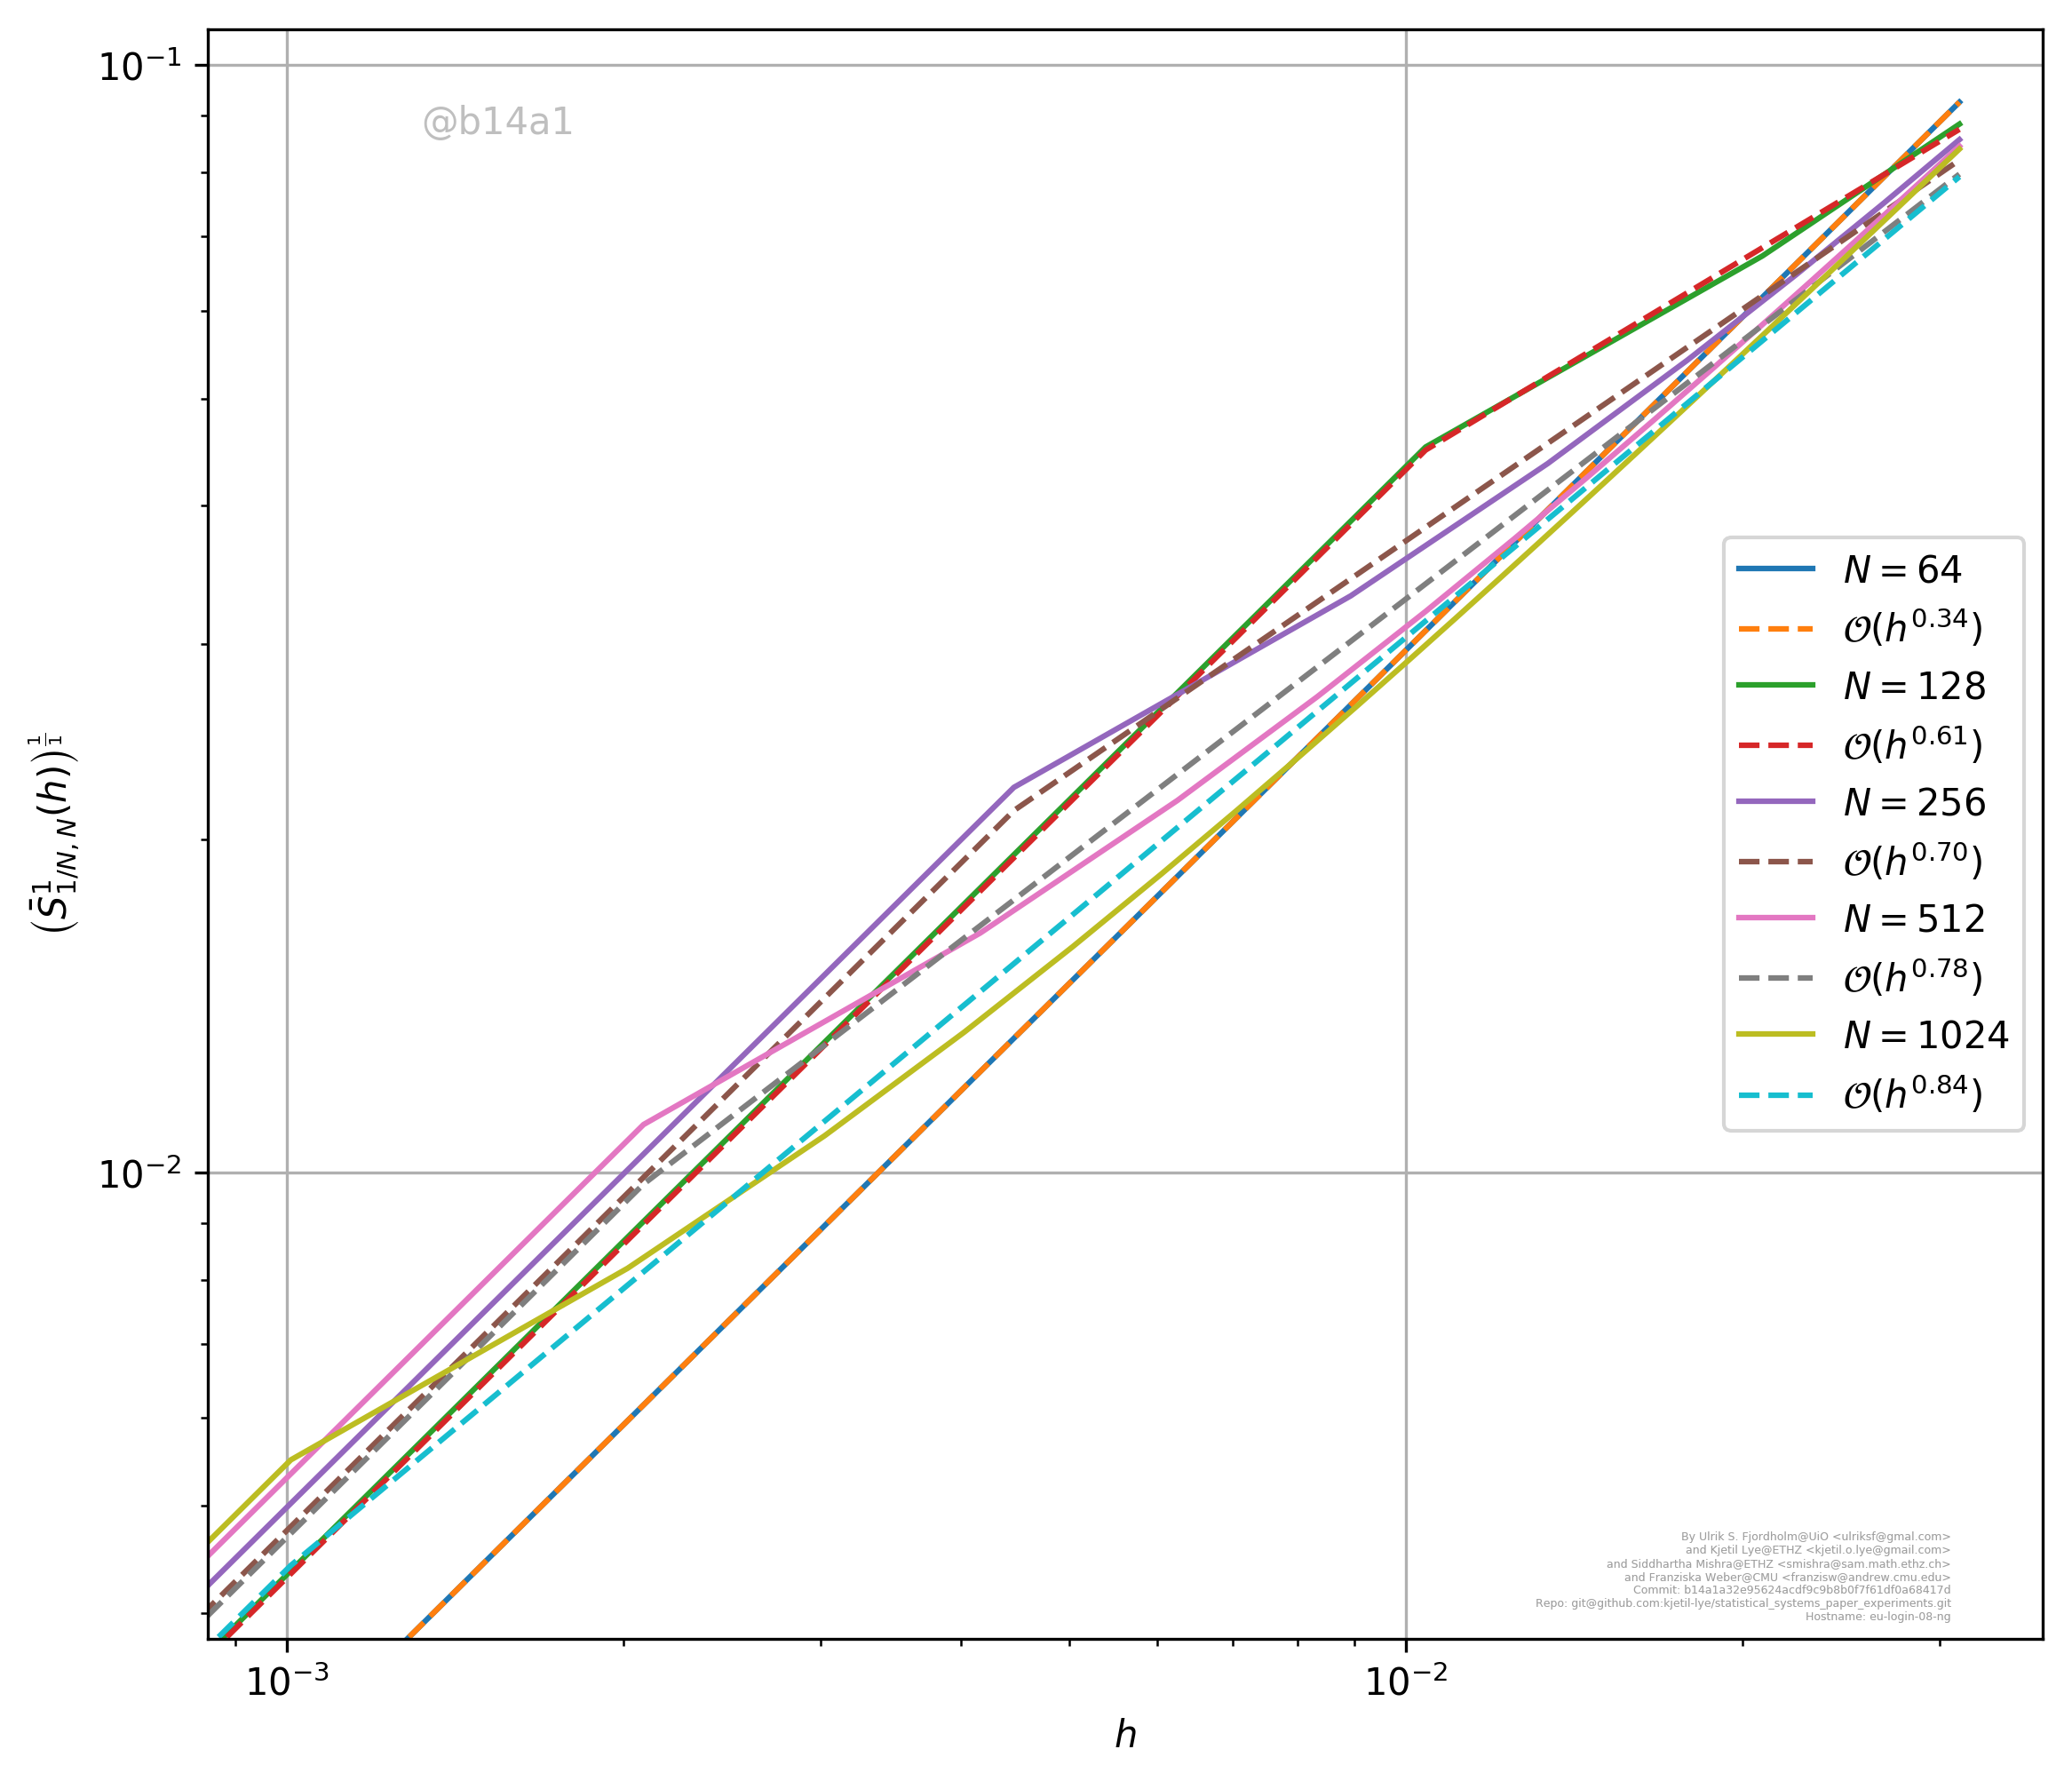 10⁻¹
@b14a1
(S̄¹₁/N, N(h))^(1/1)
N = 64
𝒪(h^0.34)
N = 128
𝒪(h^0.61)
N = 256
𝒪(h^0.70)
N = 512
𝒪(h^0.78)
N = 1024
𝒪(h^0.84)
10⁻²
By Ulrik S. Fjordholm@UiO <ulriksf@gmal.com>
and Kjetil Lye@ETHZ <kjetil.o.lye@gmail.com>
and Siddhartha Mishra@ETHZ <smishra@sam.math.ethz.ch>
and Franziska Weber@CMU <franzisw@andrew.cmu.edu>
Commit: b14a1a32e95624acdf9c9b8b0f7f61df0a68417d
Repo: git@github.com:kjetil-lye/statistical_systems_paper_experiments.git
Hostname: eu-login-08-ng
10⁻³
10⁻²
h